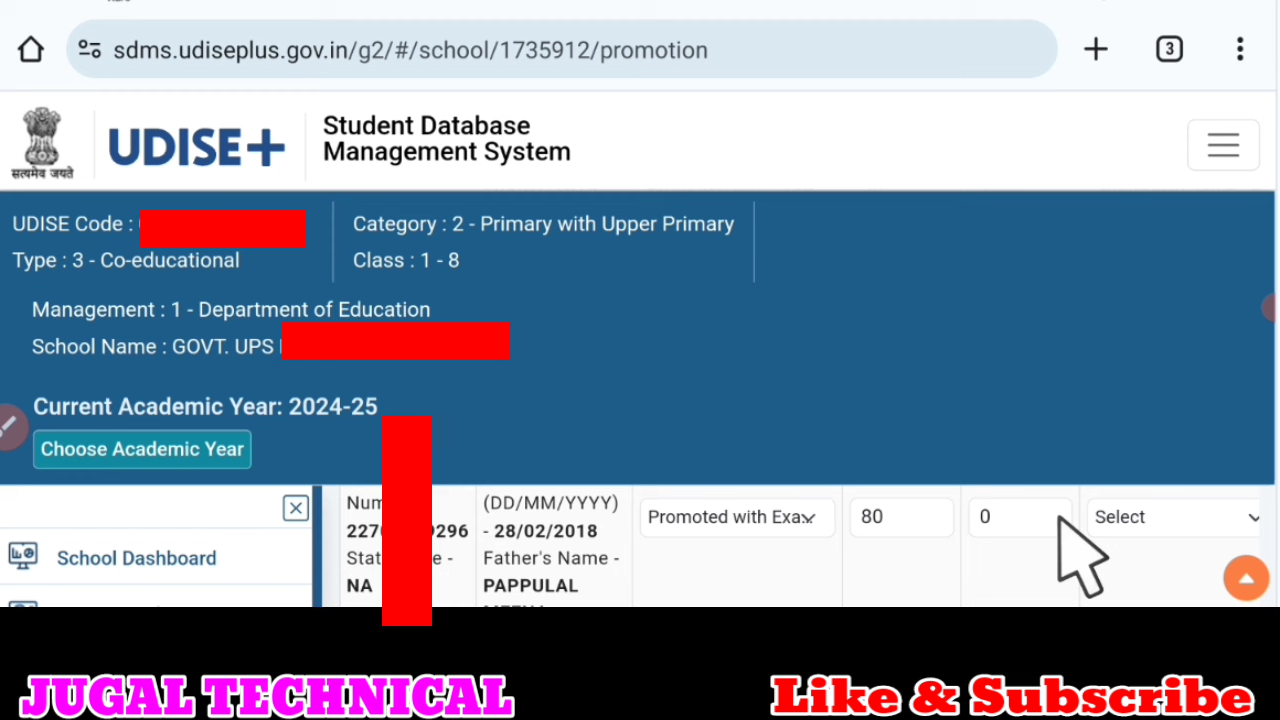 3
sdms.udiseplus.gov.in/g2/#/school/1735912/promotion
सत्यमेव जयते
UDISE+
Student Database
Management System
UDISE Code :
Category : 2 - Primary with Upper Primary
Type : 3 - Co-educational
Class : 1 - 8
Management : 1 - Department of Education
School Name : GOVT. UPS
Current Academic Year: 2024-25
Choose Academic Year
School Dashboard
(DD/MM/YYYY)
- 28/02/2018
Father's Name -
PAPPULAL
NA
Promoted with Exa
80
0
Select
JUGAL TECHNICAL
Like & Subscribe